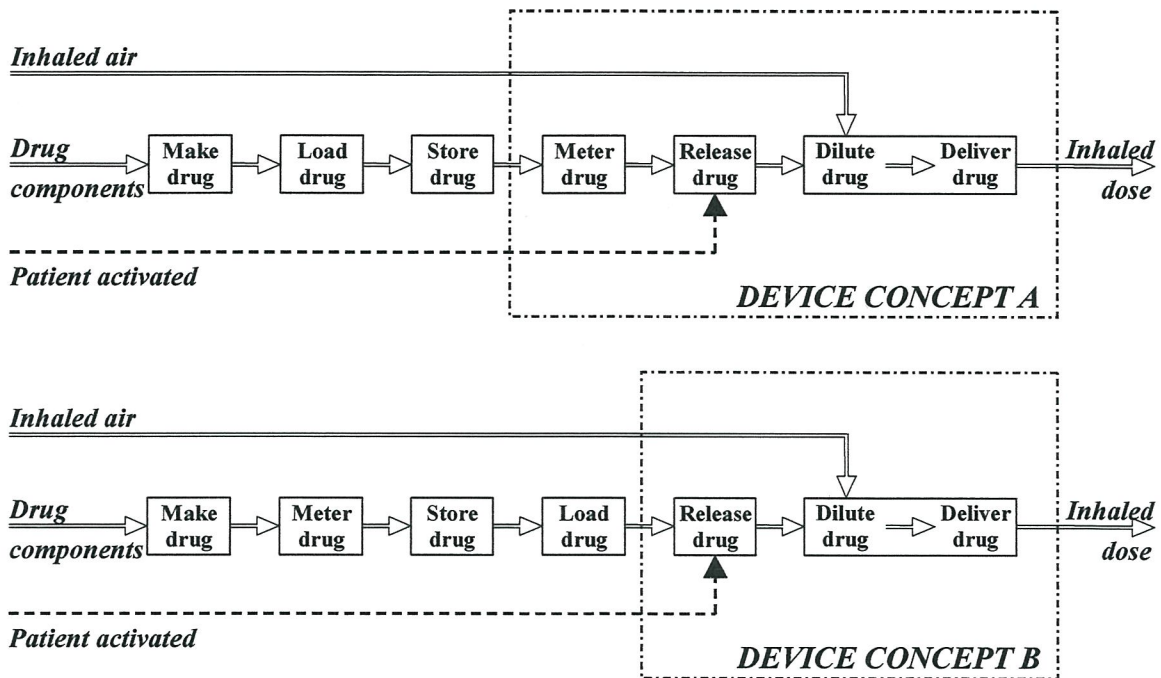 Inhaled air
Drug
components
Make
drug
Load
drug
Store
drug
Meter
drug
Release
drug
Dilute
drug
Deliver
drug
Inhaled
dose
Patient activated
DEVICE CONCEPT A
Inhaled air
Drug
components
Make
drug
Meter
drug
Store
drug
Load
drug
Release
drug
Dilute
drug
Deliver
drug
Inhaled
dose
Patient activated
DEVICE CONCEPT B